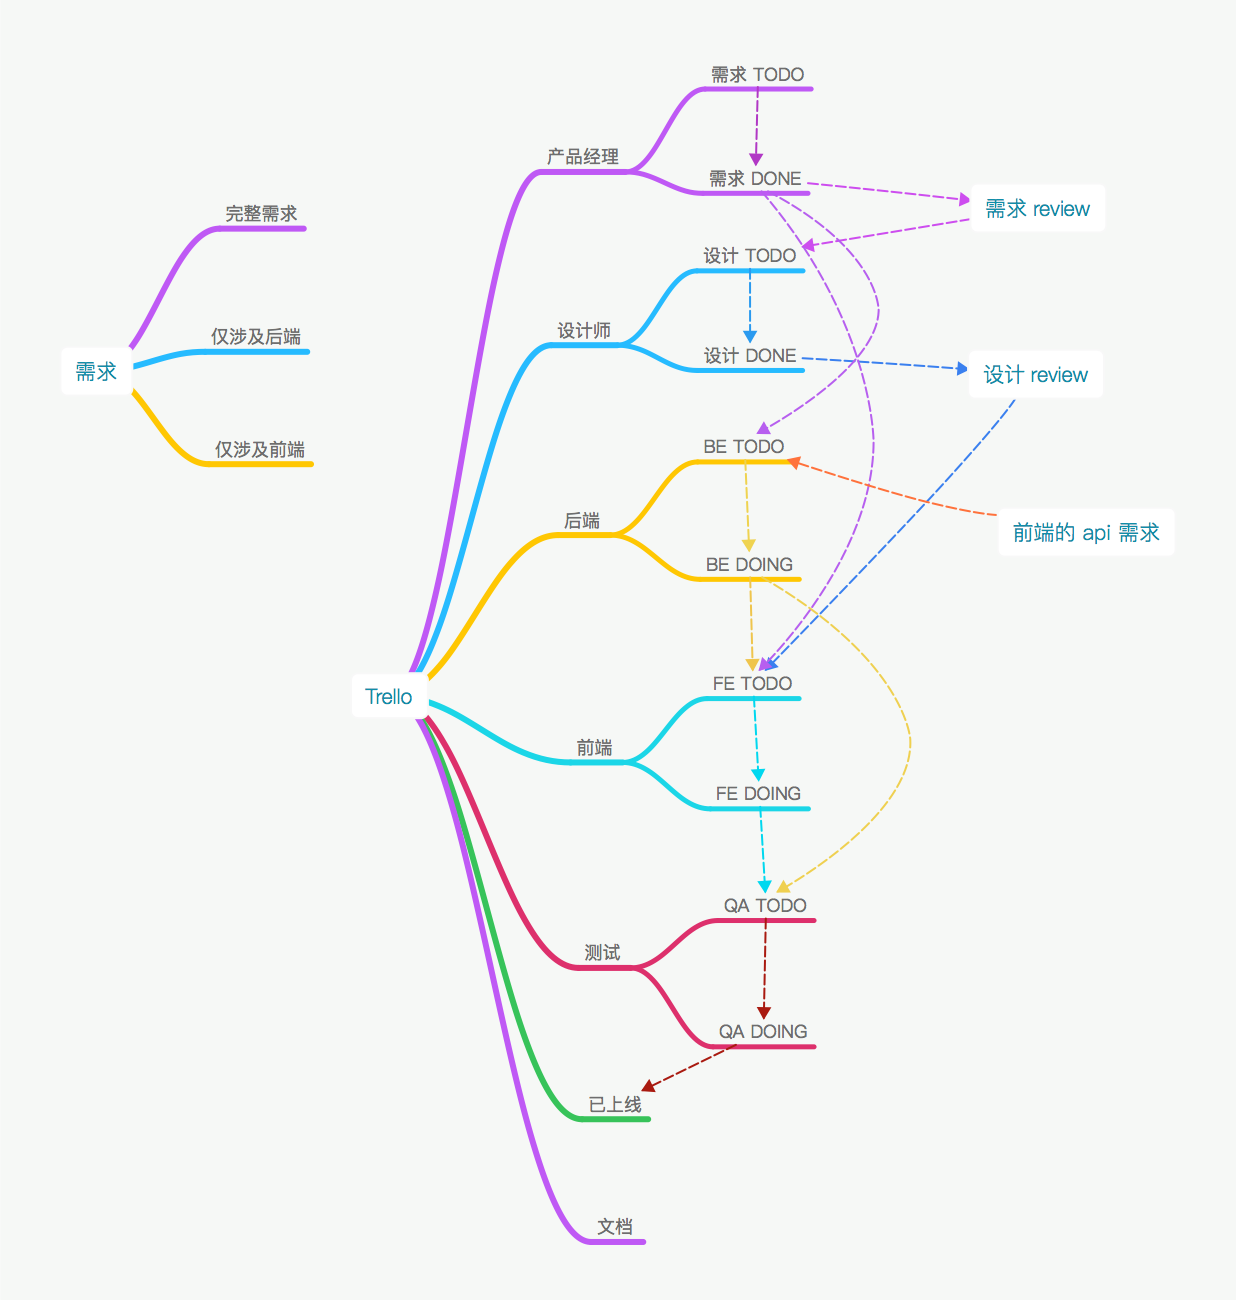 需求
完整需求
仅涉及后端
仅涉及前端
Trello
产品经理
需求 TODO
需求 DONE
需求 review
设计师
设计 TODO
设计 DONE
设计 review
后端
BE TODO
BE DOING
前端的 api 需求
前端
FE TODO
FE DOING
测试
QA TODO
QA DOING
已上线
文档